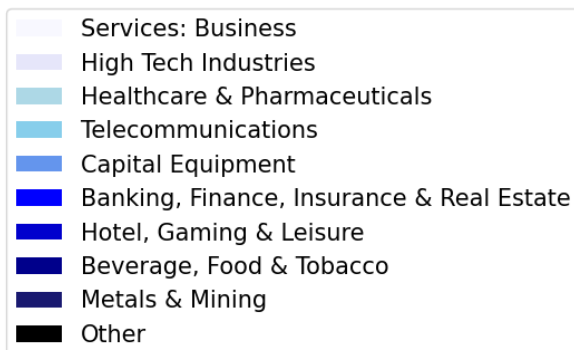 Services: Business
High Tech Industries
Healthcare & Pharmaceuticals
Telecommunications
Capital Equipment
Banking, Finance, Insurance & Real Estate
Hotel, Gaming & Leisure
Beverage, Food & Tobacco
Metals & Mining
Other